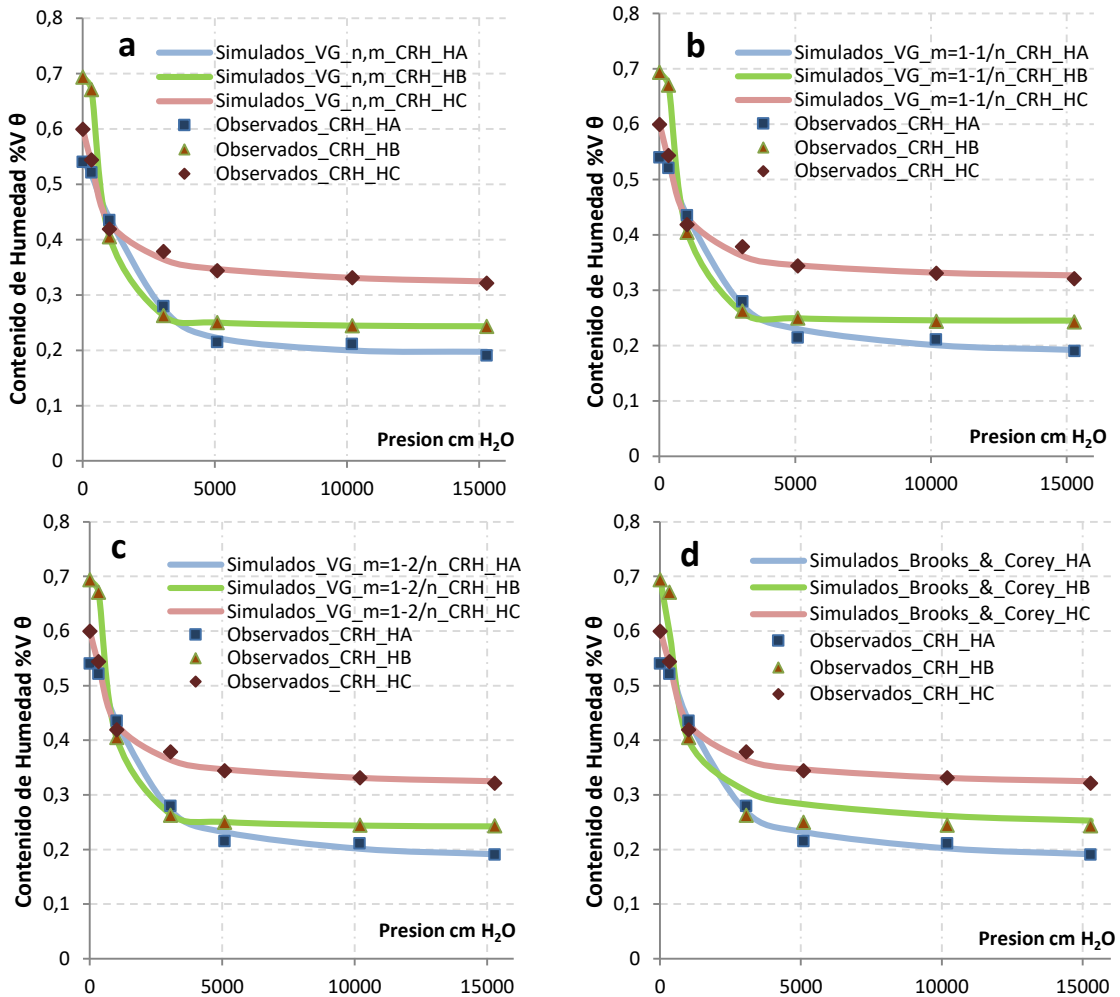 a
Simulados_VG_n,m_CRH_HA
Simulados_VG_n,m_CRH_HB
Simulados_VG_n,m_CRH_HC
Observados_CRH_HA
Observados_CRH_HB
Observados_CRH_HC
Contenido de Humedad %V θ
0,8
0,7
0,6
0,5
0,4
0,3
0,2
0,1
0
Presion cm H₂O
0 5000 10000 15000
b
Simulados_VG_m=1-1/n_CRH_HA
Simulados_VG_m=1-1/n_CRH_HB
Simulados_VG_m=1-1/n_CRH_HC
Observados_CRH_HA
Observados_CRH_HB
Observados_CRH_HC
Contenido de Humedad %V θ
0,8
0,7
0,6
0,5
0,4
0,3
0,2
0,1
0
Presion cm H₂O
0 5000 10000 15000
c
Simulados_VG_m=1-2/n_CRH_HA
Simulados_VG_m=1-2/n_CRH_HB
Simulados_VG_m=1-2/n_CRH_HC
Observados_CRH_HA
Observados_CRH_HB
Observados_CRH_HC
Contenido de Humedad %V θ
0,8
0,7
0,6
0,5
0,4
0,3
0,2
0,1
0
Presion cm H₂O
0 5000 10000 15000
d
Simulados_Brooks_&_Corey_HA
Simulados_Brooks_&_Corey_HB
Simulados_Brooks_&_Corey_HC
Observados_CRH_HA
Observados_CRH_HB
Observados_CRH_HC
Contenido de Humedad %V θ
0,8
0,7
0,6
0,5
0,4
0,3
0,2
0,1
0
Presion cm H₂O
0 5000 10000 15000